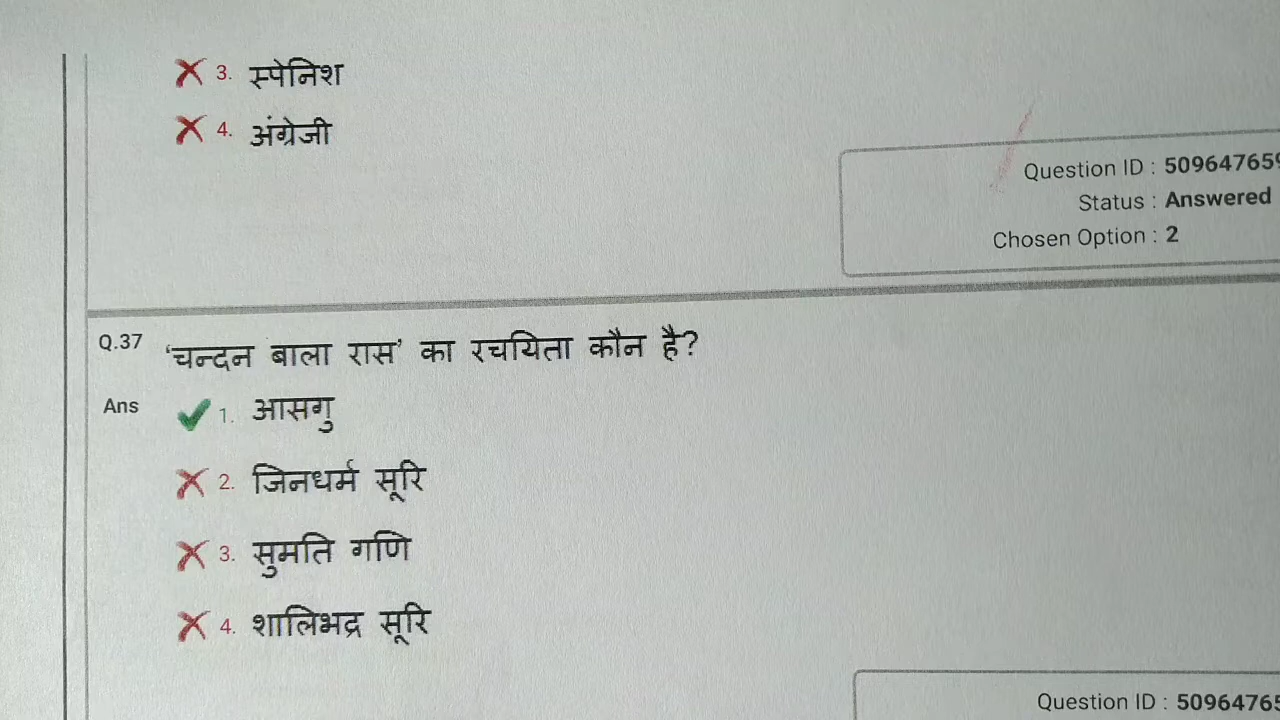 3. स्पेनिश
4. अंग्रेजी
Question ID : 509647659
Status : Answered
Chosen Option : 2
Q.37 'चन्दन बाला रास' का रचयिता कौन है?
Ans 1. आसगु
2. जिनधर्म सूरि
3. सुमति गणि
4. शालिभद्र सूरि
Question ID : 50964765